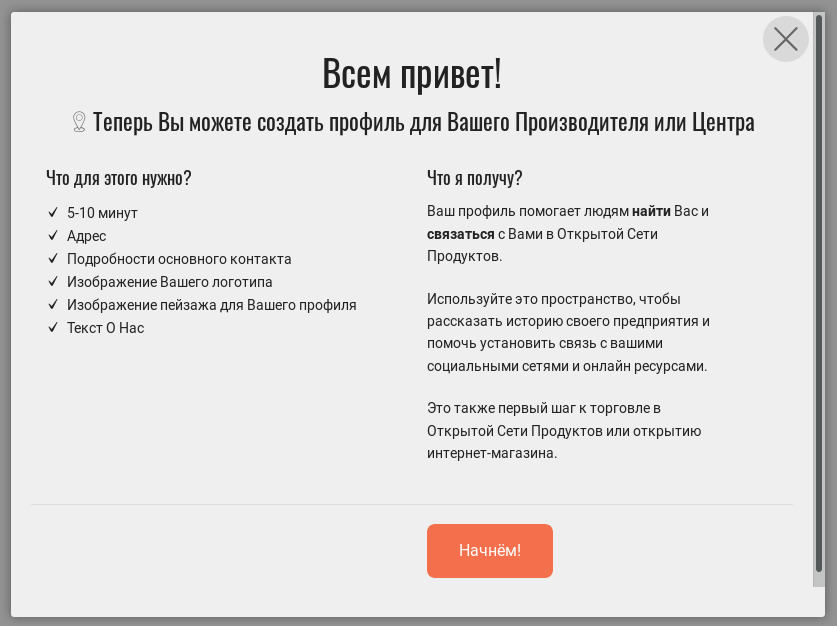 Всем привет!
Теперь Вы можете создать профиль для Вашего Производителя или Центра
Что для этого нужно?
5-10 минут
Адрес
Подробности основного контакта
Изображение Вашего логотипа
Изображение пейзажа для Вашего профиля
Текст О Нас
Что я получу?
Ваш профиль помогает людям найти Вас и
связаться с Вами в Открытой Сети
Продуктов.
Используйте это пространство, чтобы
рассказать историю своего предприятия и
помочь установить связь с вашими
социальными сетями и онлайн ресурсами.
Это также первый шаг к торговле в
Открытой Сети Продуктов или открытию
интернет-магазина.
Начнём!